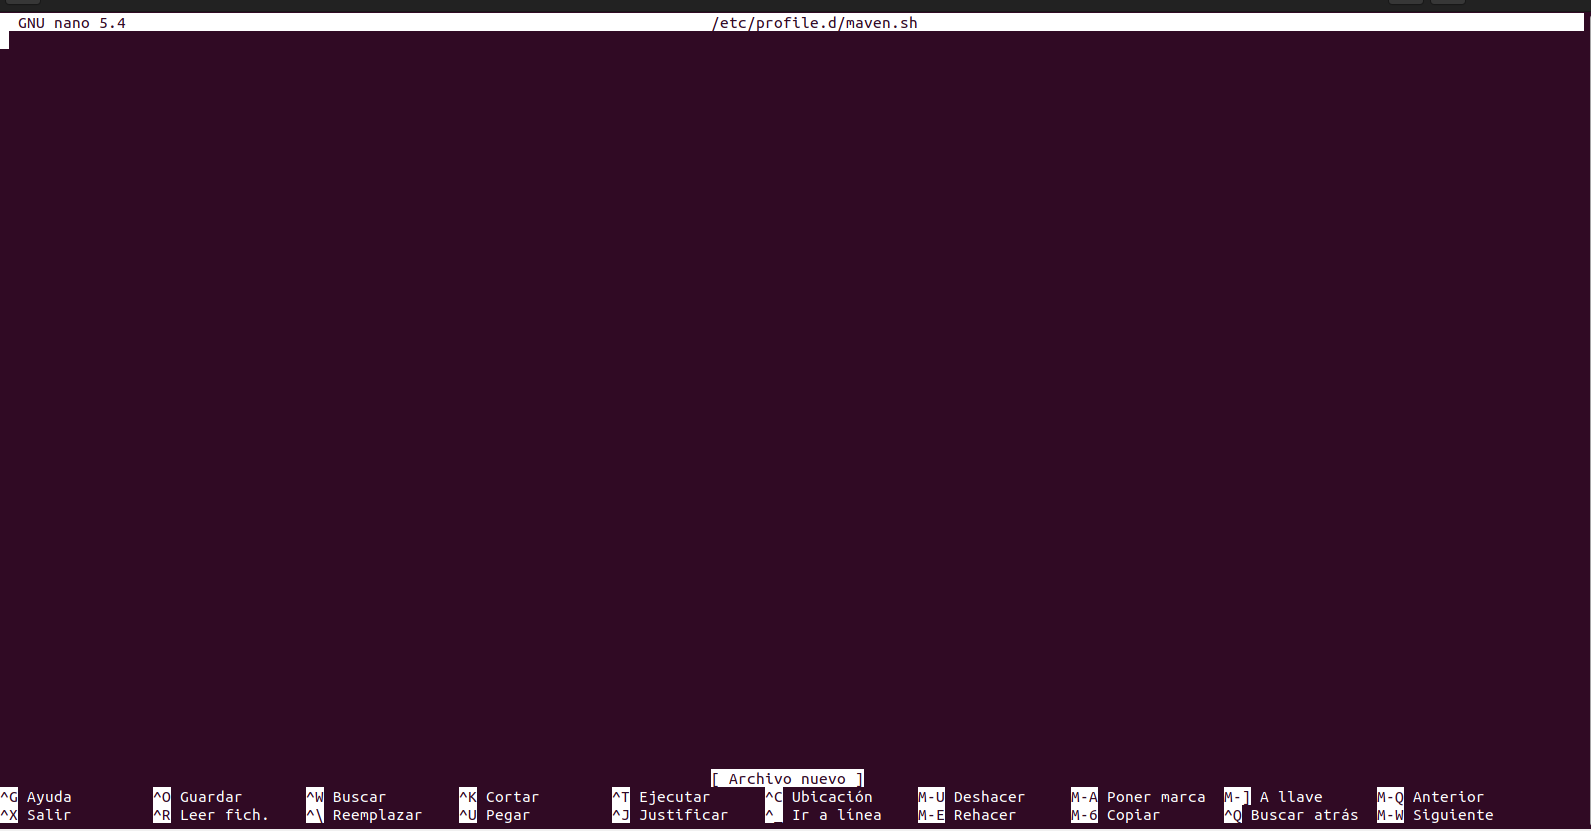 GNU nano 5.4 /etc/profile.d/maven.sh
[ Archivo nuevo ]
^G Ayuda ^O Guardar ^W Buscar ^K Cortar ^T Ejecutar ^C Ubicación M-U Deshacer M-A Poner marca M-] A llave M-Q Anterior
^X Salir ^R Leer fich. ^\ Reemplazar ^U Pegar ^J Justificar ^_ Ir a línea M-E Rehacer M-6 Copiar ^Q Buscar atrás M-W Siguiente